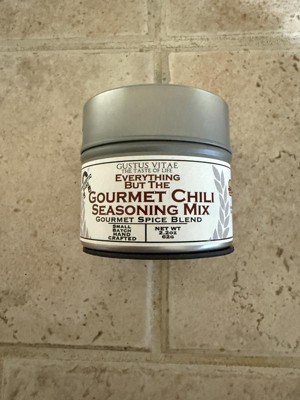 GUSTUS VITAE
THE TASTE OF LIFE
EVERYTHING
BUT THE
GOURMET CHILI
SEASONING MIX
GOURMET SPICE BLEND
SMALL
BATCH
HAND
CRAFTED
NET WT
2.2oz
62g